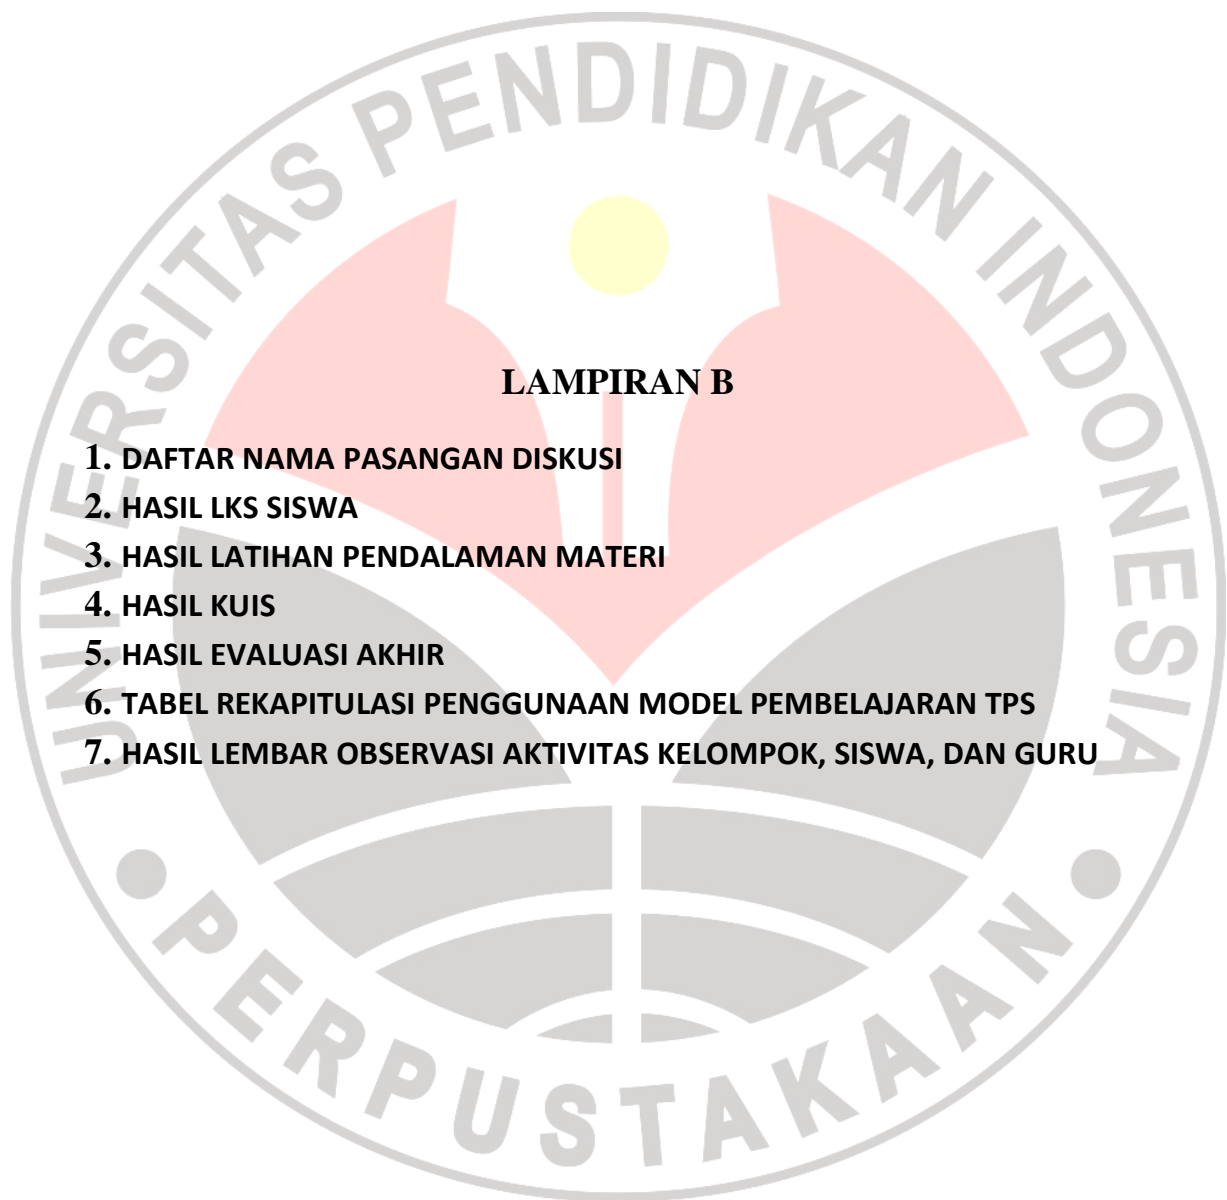 UNIVERSITAS PENDIDIKAN INDONESIA
LAMPIRAN B
1. DAFTAR NAMA PASANGAN DISKUSI
2. HASIL LKS SISWA
3. HASIL LATIHAN PENDALAMAN MATERI
4. HASIL KUIS
5. HASIL EVALUASI AKHIR
6. TABEL REKAPITULASI PENGGUNAAN MODEL PEMBELAJARAN TPS
7. HASIL LEMBAR OBSERVASI AKTIVITAS KELOMPOK, SISWA, DAN GURU
PERPUSTAKAAN